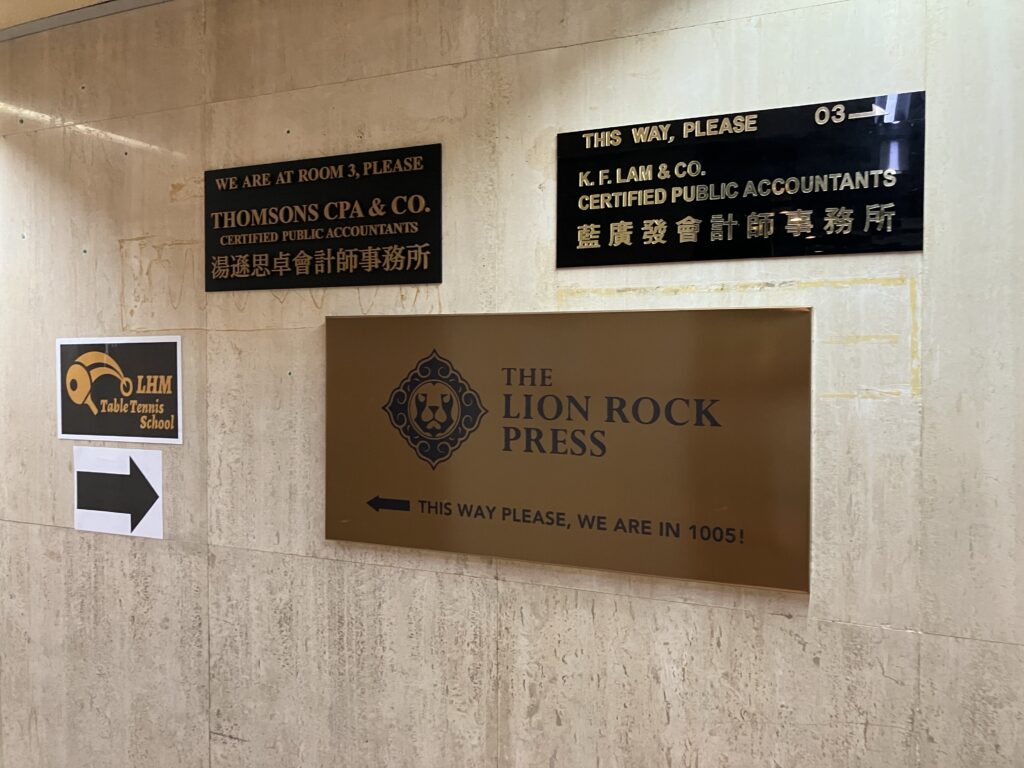 WE ARE AT ROOM 3, PLEASE
THOMSONS CPA & CO.
CERTIFIED PUBLIC ACCOUNTANTS
湯遜思卓會計師事務所
THIS WAY, PLEASE 03
K. F. LAM & CO.
CERTIFIED PUBLIC ACCOUNTANTS
藍廣發會計師事務所
LHM
Table Tennis
School
THE
LION ROCK
PRESS
THIS WAY PLEASE, WE ARE IN 1005!